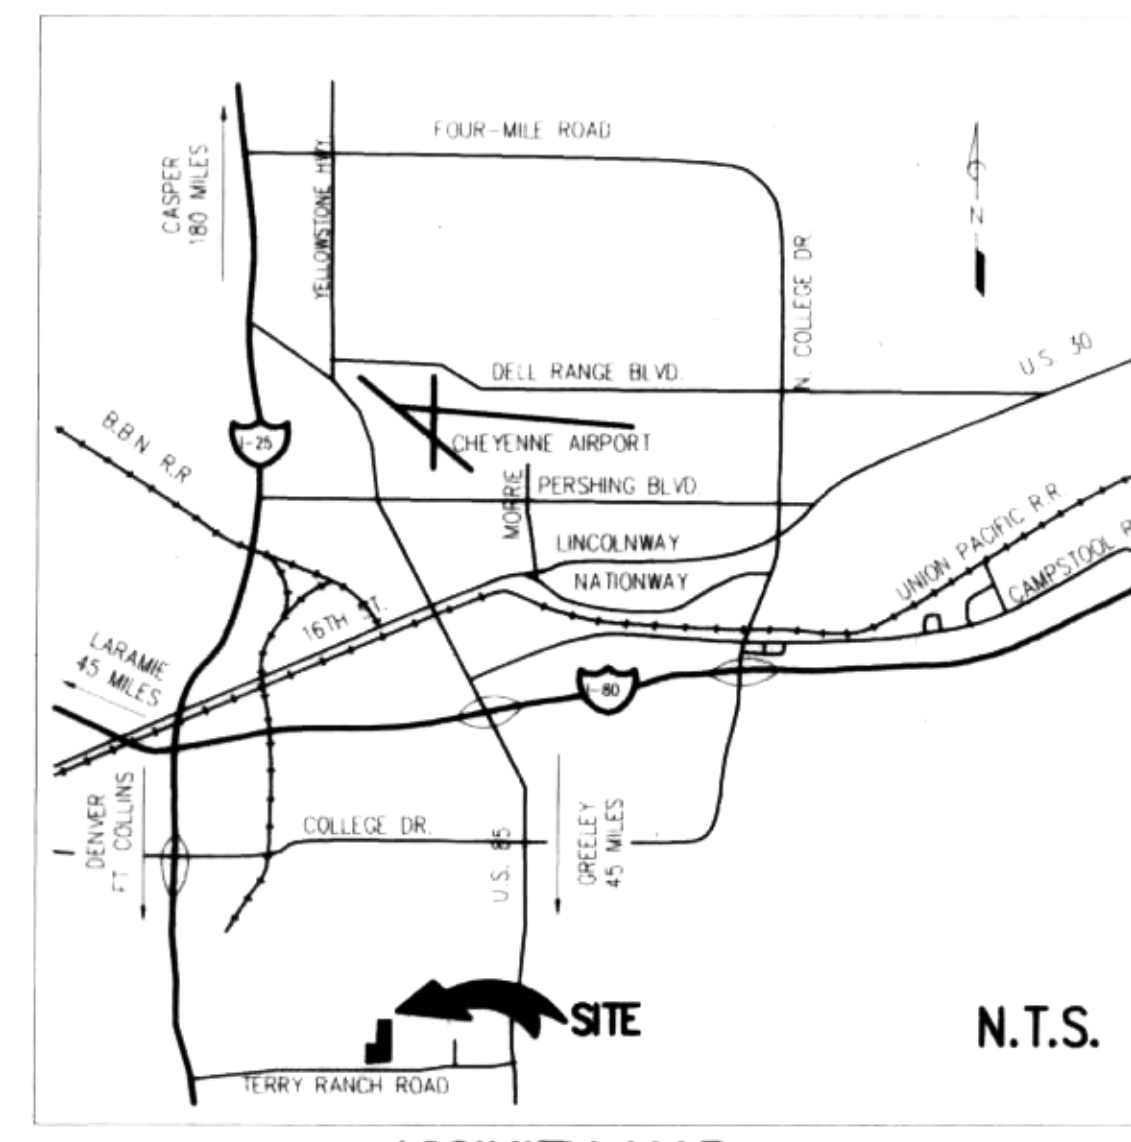 FOUR-MILE ROAD
CASPER
180 MILES
YELLOWSTONE HWY.
N
N. COLLEGE DR.
U.S. 30
DELL RANGE BLVD.
B.B.N R.R
I-25
CHEYENNE AIRPORT
MORRIE
PERSHING BLVD.
LINCOLNWAY
NATIONWAY
UNION PACIFIC R.R.
CAMPSTOOL R
16TH ST.
LARAMIE
45 MILES
I-80
DENVER
FT. COLLINS
COLLEGE DR.
U.S. 85
GREELEY
45 MILES
SITE
N.T.S.
TERRY RANCH ROAD